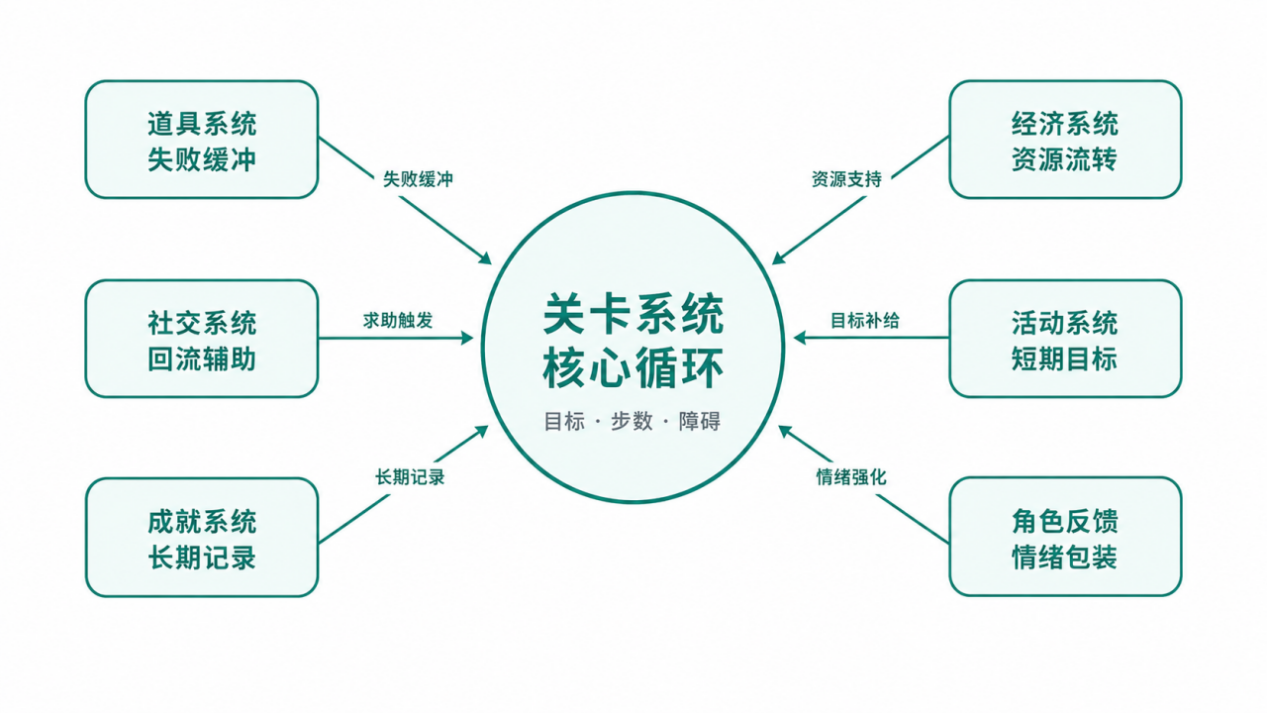 道具系统
失败缓冲
失败缓冲
经济系统
资源流转
资源支持
社交系统
回流辅助
求助触发
关卡系统
核心循环
目标 · 步数 · 障碍
目标补给
活动系统
短期目标
成就系统
长期记录
长期记录
情绪强化
角色反馈
情绪包装